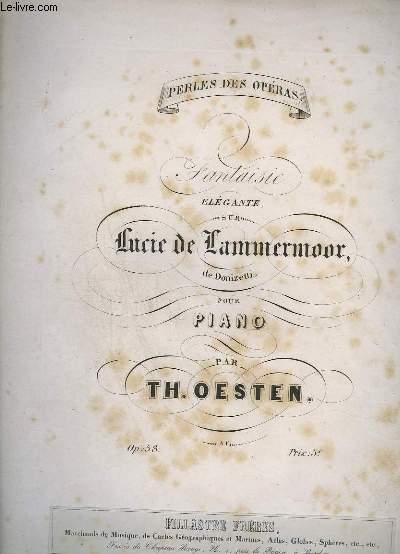 Le-livre.com
PERLES DES OPÉRAS
Fantaisie
ÉLÉGANTE
SUR
Lucie de Lammermoor,
de Donizetti
POUR
PIANO
PAR
TH. OESTEN.
Op: 58. Prix: 5f
FILLASTRE FRÈRES,
Marchands de Musique, de Cartes Géographiques et Marines, Atlas, Globes, Sphères, etc., etc.,